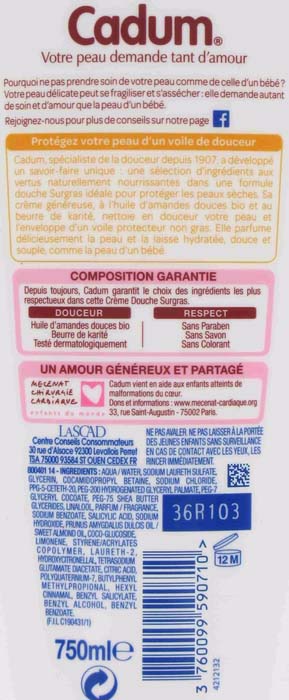 Cadum®
Votre peau demande tant d'amour
Pourquoi ne pas prendre soin de votre peau comme de celle d'un bébé ?
Votre peau délicate peut se fragiliser et s'assécher : elle demande autant
de soin et d'amour que la peau d'un bébé.
Rejoignez-nous pour plus de conseils sur notre page f
Protégez votre peau d'un voile de douceur
Cadum, spécialiste de la douceur depuis 1907, a développé
un savoir-faire unique : une sélection d'ingrédients aux
vertus naturellement nourrissantes dans une formule
douche Surgras idéale pour protéger les peaux sèches. Sa
crème généreuse, à l'huile d'amandes douces bio et au
beurre de karité, nettoie en douceur votre peau et
l'enveloppe d'un voile protecteur non gras. Elle parfume
délicieusement la peau et la laisse hydratée, douce et
souple, comme la peau d'un bébé.
COMPOSITION GARANTIE
Depuis toujours, Cadum garantit le choix des ingrédients les plus
respectueux dans cette Crème Douche Surgras.
DOUCEUR
Huile d'amandes douces bio
Beurre de karité
Testé dermatologiquement
RESPECT
Sans Paraben
Sans Savon
Sans Colorant
UN AMOUR GÉNÉREUX ET PARTAGÉ
MECENAT
CHIRURGIE
CARDIAQUE
enfants du monde
Cadum vient en aide aux enfants atteints de
malformations du cœur.
Dons et informations : www.mecenat-cardiaque.org
33, rue Saint-Augustin - 75002 Paris.
LASCAD
Centre Conseils Consommateurs
30 rue d'Alsace 92300 Levallois Perret
TSA 75000 93584 ST OUEN CEDEX FR
NE PAS AVALER. NE PAS LAISSER À LA PORTÉE
DES JEUNES ENFANTS SANS SURVEILLANCE
EN CAS DE CONTACT AVEC LES YEUX, LES
RINCER IMMÉDIATEMENT.
000401 14 - INGREDIENTS: AQUA / WATER, SODIUM LAURETH SULFATE,
GLYCERIN, COCAMIDOPROPYL BETAINE, SODIUM CHLORIDE,
PPG-5-CETETH-20, PEG-200 HYDROGENATED GLYCERYL PALMATE, PEG-7
GLYCERYL COCOATE, PEG-75 SHEA BUTTER
GLYCERIDES, LINALOOL, PARFUM / FRAGRANCE,
SODIUM BENZOATE, SALICYLIC ACID, SODIUM
HYDROXIDE, PRUNUS AMYGDALUS DULCIS OIL /
SWEET ALMOND OIL, COCO-GLUCOSIDE,
LIMONENE, STYRENE/ACRYLATES
COPOLYMER, LAURETH-2,
HYDROXYCITRONELLAL, TETRASODIUM
GLUTAMATE DIACETATE, CITRIC ACID,
POLYQUATERNIUM-7, BUTYLPHENYL
METHYLPROPIONAL, HEXYL
CINNAMAL, BENZYL SALICYLATE,
BENZYL ALCOHOL, BENZYL
BENZOATE.
(F.I.L. C190431/1)
36R103
12 M
750ml e
3 760099 590710
4212132